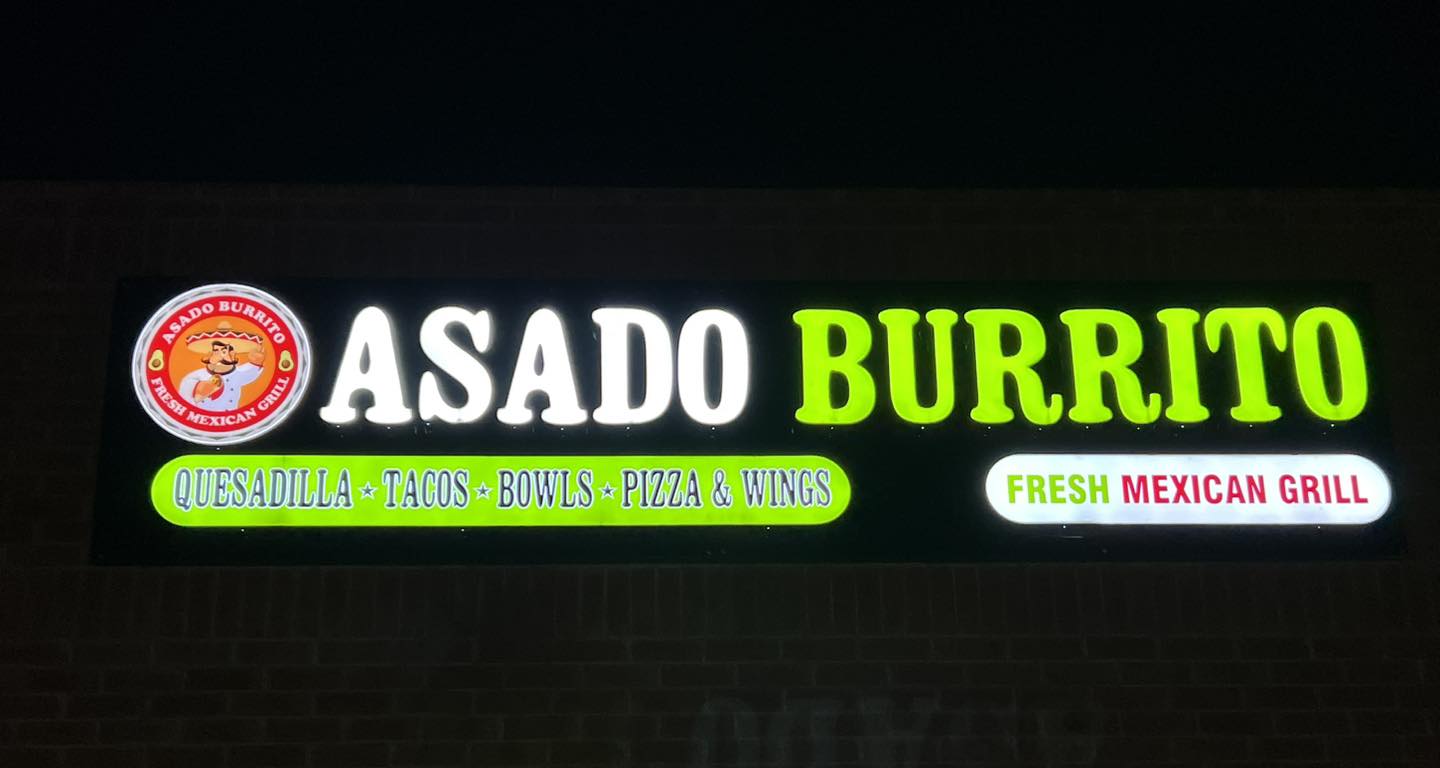 ASADO BURRITO
FRESH MEXICAN GRILL
ASADO BURRITO
QUESADILLA ★ TACOS ★ BOWLS ★ PIZZA & WINGS
FRESH MEXICAN GRILL